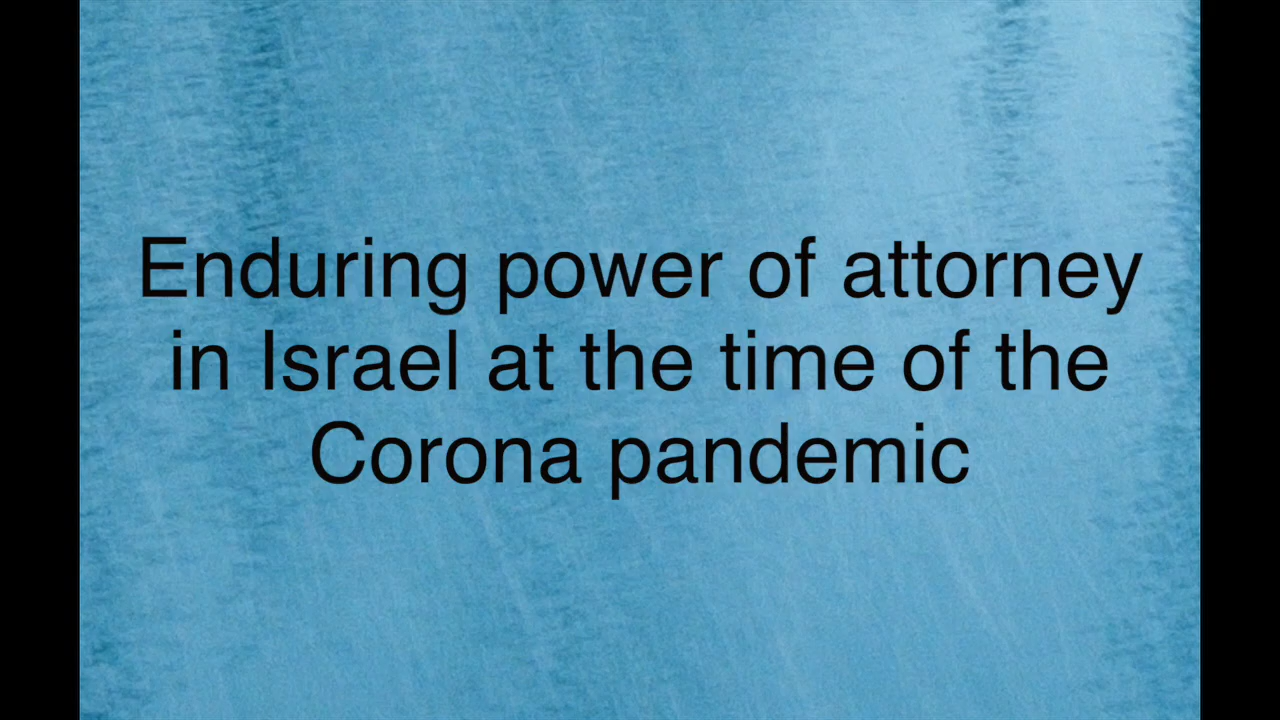 Enduring power of attorney
in Israel at the time of the
Corona pandemic